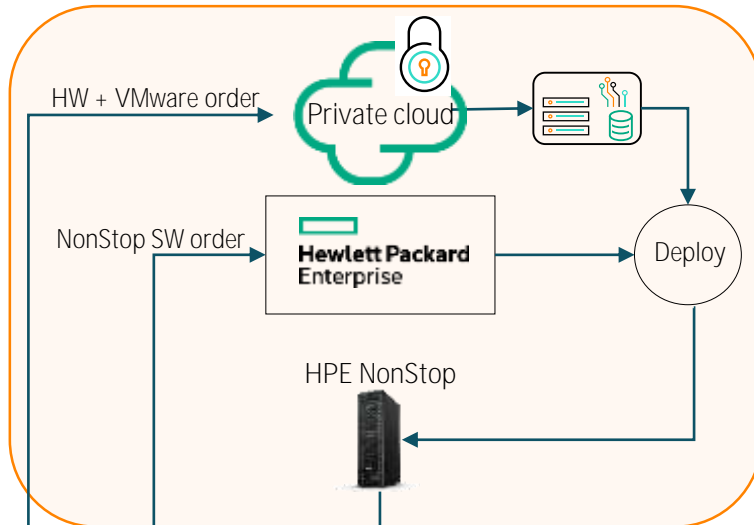 HW + VMware order
Private cloud
NonStop SW order
Hewlett Packard
Enterprise
Deploy
HPE NonStop